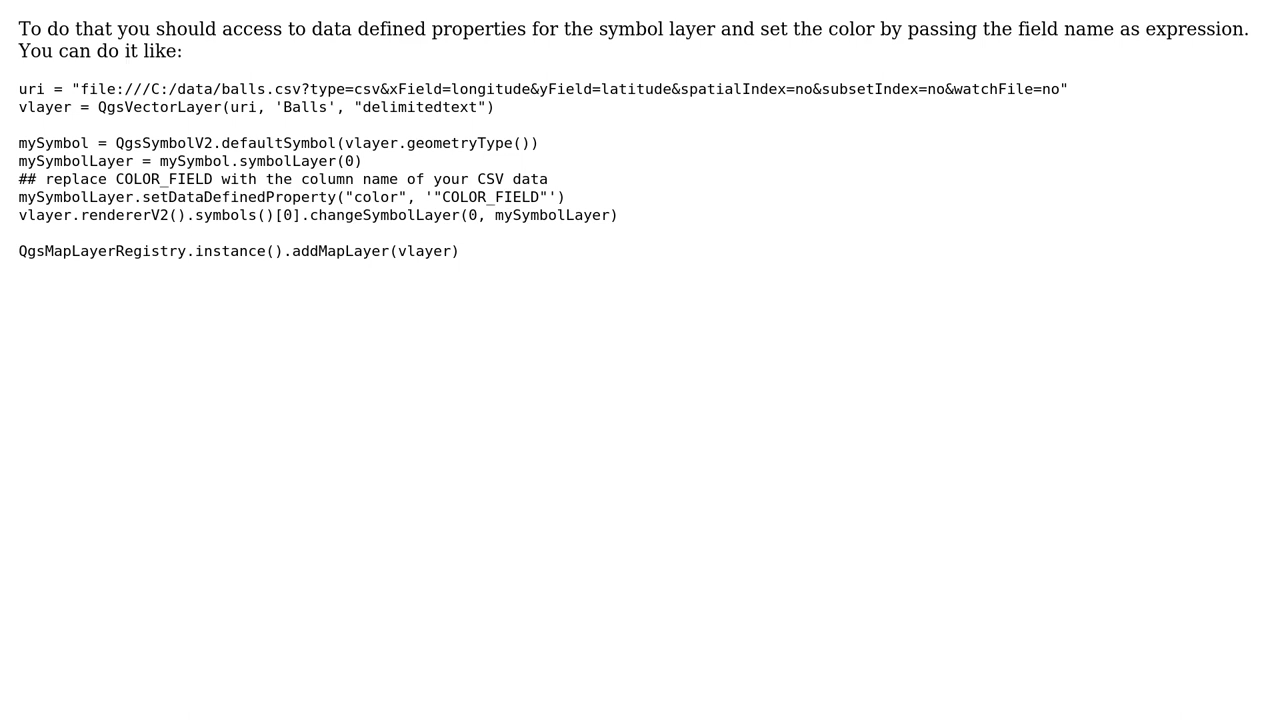 To do that you should access to data defined properties for the symbol layer and set the color by passing the field name as expression.
You can do it like:
uri = "file:///C:/data/balls.csv?type=csv&xField=longitude&yField=latitude&spatialIndex=no&subsetIndex=no&watchFile=no"
vlayer = QgsVectorLayer(uri, 'Balls', "delimitedtext")
mySymbol = QgsSymbolV2.defaultSymbol(vlayer.geometryType())
mySymbolLayer = mySymbol.symbolLayer(0)
## replace COLOR_FIELD with the column name of your CSV data
mySymbolLayer.setDataDefinedProperty("color", '"COLOR_FIELD"')
vlayer.rendererV2().symbols()[0].changeSymbolLayer(0, mySymbolLayer)
QgsMapLayerRegistry.instance().addMapLayer(vlayer)